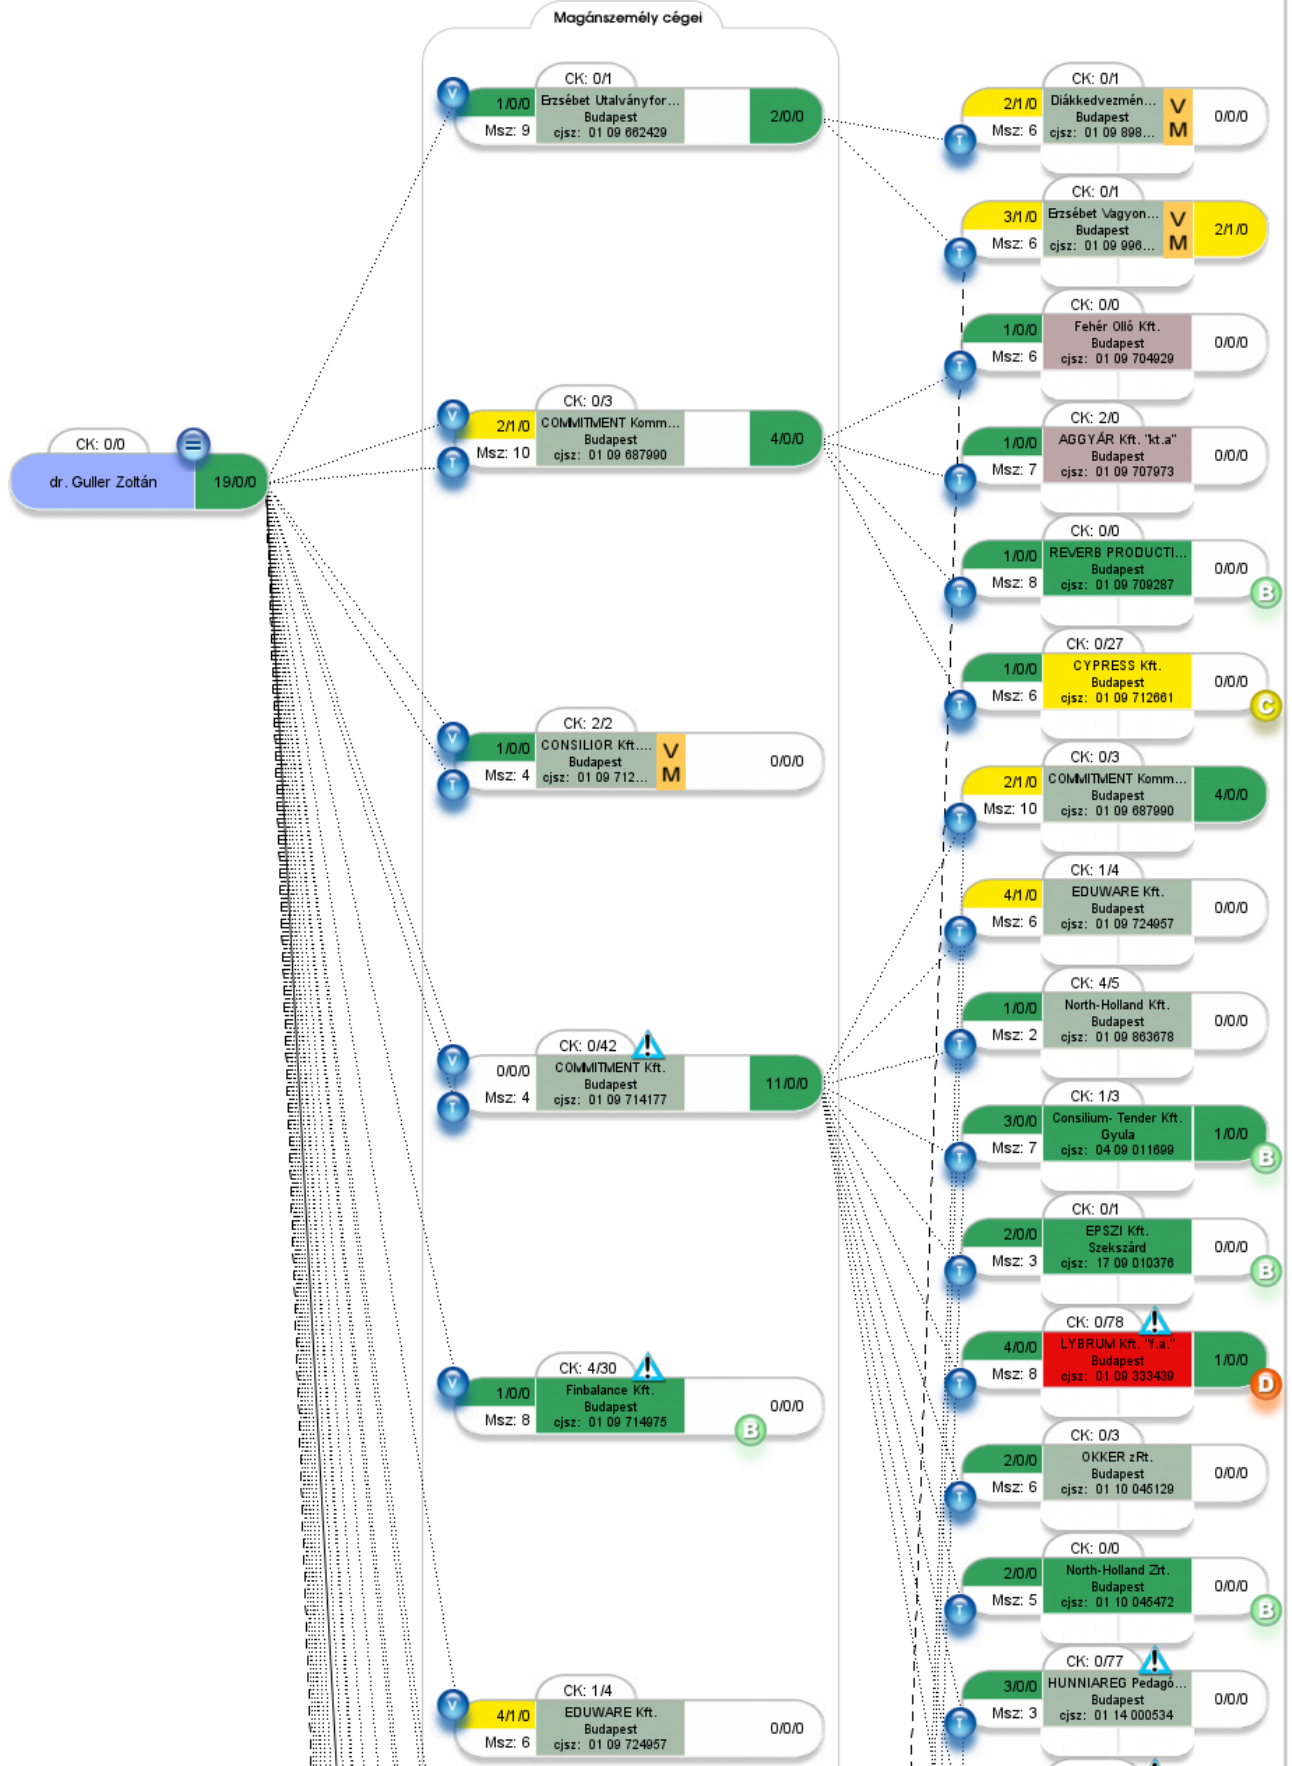 Magánszemély cégei
CK: 0/0
dr. Guller Zoltán
19/0/0
CK: 0/1
1/0/0
Erzsébet Utalványfor...
Budapest
2/0/0
Msz: 9
cjsz: 01 09 662429
V
CK: 0/3
2/1/0
COMMITMENT Komm...
Budapest
4/0/0
Msz: 10
cjsz: 01 09 687990
V
T
CK: 2/2
1/0/0
CONSILIOR Kft....
Budapest
V
M
0/0/0
Msz: 4
cjsz: 01 09 712...
V
T
CK: 0/42
0/0/0
COMMITMENT Kft.
Budapest
11/0/0
Msz: 4
cjsz: 01 09 714177
V
T
CK: 4/30
1/0/0
Finbalance Kft.
Budapest
0/0/0
Msz: 8
cjsz: 01 09 714975
V
B
CK: 1/4
4/1/0
EDUWARE Kft.
Budapest
0/0/0
Msz: 6
cjsz: 01 09 724957
V
CK: 0/1
2/1/0
Diákkedvezmén...
Budapest
V
M
0/0/0
Msz: 6
cjsz: 01 09 898...
T
CK: 0/1
3/1/0
Erzsébet Vagyon...
Budapest
V
M
2/1/0
Msz: 6
cjsz: 01 09 996...
T
CK: 0/0
1/0/0
Fehér Olló Kft.
Budapest
0/0/0
Msz: 6
cjsz: 01 09 704929
T
CK: 2/0
1/0/0
AGGYÁR Kft. "kt.a"
Budapest
0/0/0
Msz: 7
cjsz: 01 09 707973
T
CK: 0/0
1/0/0
REVERB PRODUCTI...
Budapest
0/0/0
Msz: 8
cjsz: 01 09 709287
T
B
CK: 0/27
1/0/0
CYPRESS Kft.
Budapest
0/0/0
Msz: 6
cjsz: 01 09 712661
T
C
CK: 0/3
2/1/0
COMMITMENT Komm...
Budapest
4/0/0
Msz: 10
cjsz: 01 09 687990
T
CK: 1/4
4/1/0
EDUWARE Kft.
Budapest
0/0/0
Msz: 6
cjsz: 01 09 724957
T
CK: 4/5
1/0/0
North-Holland Kft.
Budapest
0/0/0
Msz: 2
cjsz: 01 09 863678
T
CK: 1/3
3/0/0
Consilium- Tender Kft.
Gyula
1/0/0
Msz: 7
cjsz: 04 09 011699
T
B
CK: 0/1
2/0/0
EPSZI Kft.
Szekszárd
0/0/0
Msz: 3
cjsz: 17 09 010376
T
B
CK: 0/78
4/0/0
LYBRUM Kft. "f.a."
Budapest
1/0/0
Msz: 8
cjsz: 01 09 333439
T
D
CK: 0/3
2/0/0
OKKER zRt.
Budapest
0/0/0
Msz: 6
cjsz: 01 10 045129
T
CK: 0/0
2/0/0
North-Holland Zrt.
Budapest
0/0/0
Msz: 5
cjsz: 01 10 045472
T
B
CK: 0/77
3/0/0
HUNNIAREG Pedagó...
Budapest
0/0/0
Msz: 3
cjsz: 01 14 000534
T